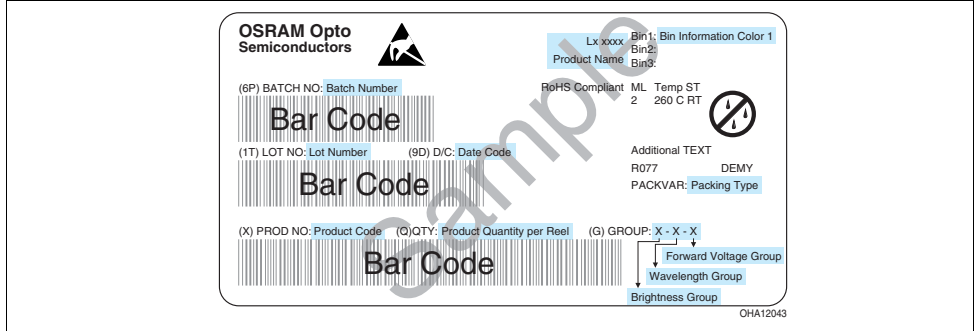 OSRAM Opto
Semiconductors
Lx xxxx
Product Name
Bin1: Bin Information Color 1
Bin2:
Bin3:
RoHS Compliant ML Temp ST
2 260 C RT
(6P) BATCH NO: Batch Number
Bar Code
(1T) LOT NO: Lot Number (9D) D/C: Date Code
Bar Code
Additional TEXT
R077 DEMY
PACKVAR: Packing Type
(X) PROD NO: Product Code (Q)QTY: Product Quantity per Reel (G) GROUP: X - X - X
Bar Code
Forward Voltage Group
Wavelength Group
Brightness Group
Sample
OHA12043